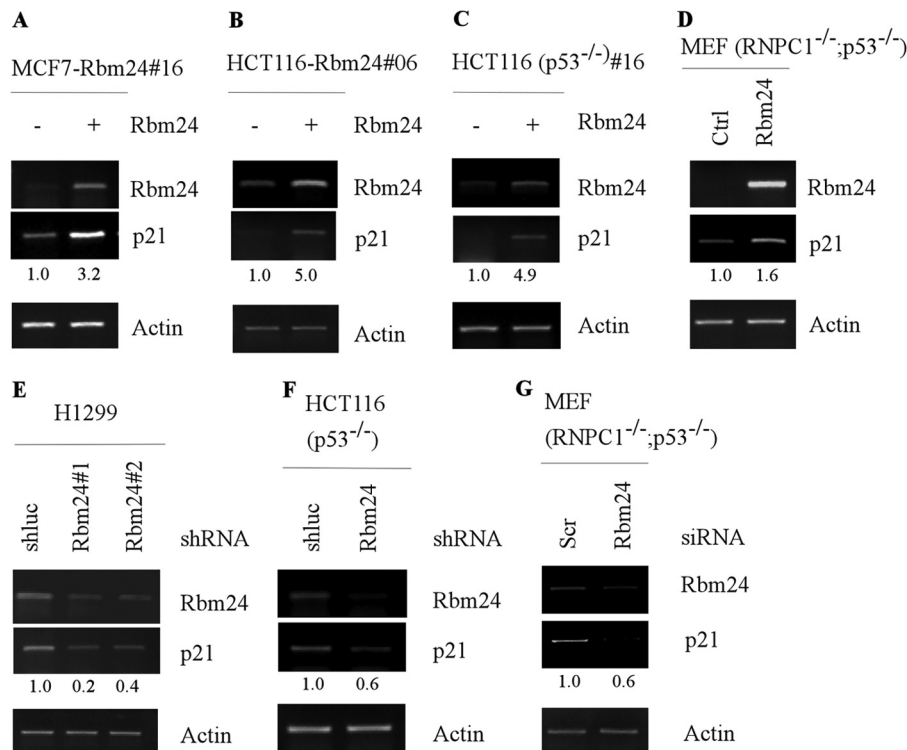 A
MCF7-Rbm24#16
- + Rbm24
Rbm24
p21
1.0 3.2
Actin
B
HCT116-Rbm24#06
- + Rbm24
Rbm24
p21
1.0 5.0
Actin
C
HCT116 (p53-/-)#16
- + Rbm24
Rbm24
p21
1.0 4.9
Actin
D
MEF (RNPC1-/-;p53-/-)
Ctrl Rbm24
Rbm24
p21
1.0 1.6
Actin
E
H1299
shluc Rbm24#1 Rbm24#2 shRNA
Rbm24
p21
1.0 0.2 0.4
Actin
F
HCT116
(p53-/-)
shluc Rbm24 shRNA
Rbm24
p21
1.0 0.6
Actin
G
MEF
(RNPC1-/-;p53-/-)
Scr Rbm24 siRNA
Rbm24
p21
1.0 0.6
Actin